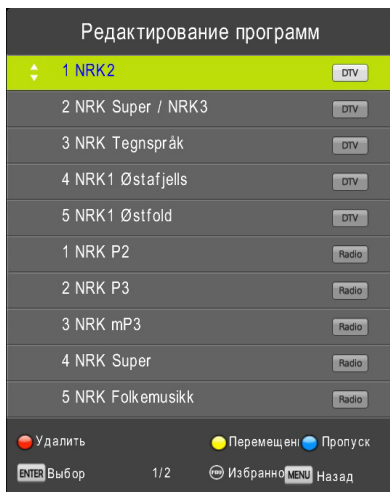 Редактирование программ
1 NRK2 DTV
2 NRK Super / NRK3 DTV
3 NRK Tegnspråk DTV
4 NRK1 Østafjells DTV
5 NRK1 Østfold DTV
1 NRK P2 Radio
2 NRK P3 Radio
3 NRK mP3 Radio
4 NRK Super Radio
5 NRK Folkemusikk Radio
Удалить Перемещени Пропуск
ENTER Выбор 1/2 Избранно MENU Назад